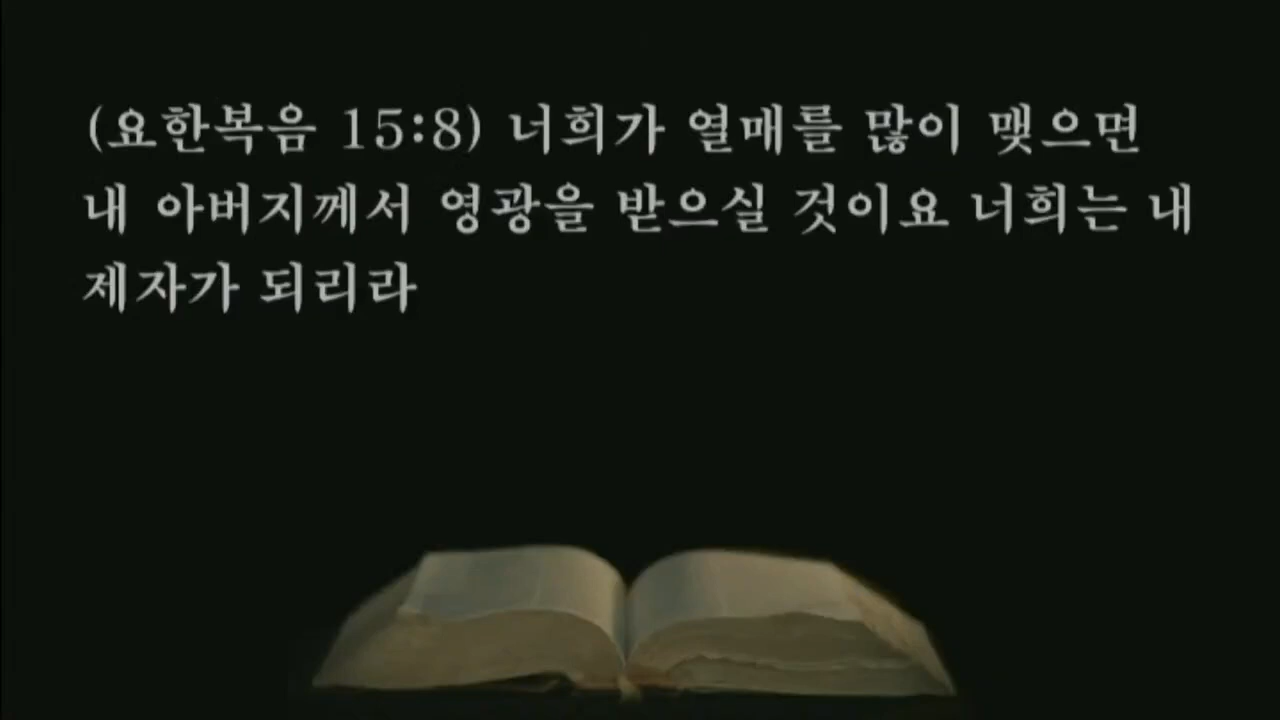 (요한복음 15:8) 너희가 열매를 많이 맺으면
내 아버지께서 영광을 받으실 것이요 너희는 내
제자가 되리라